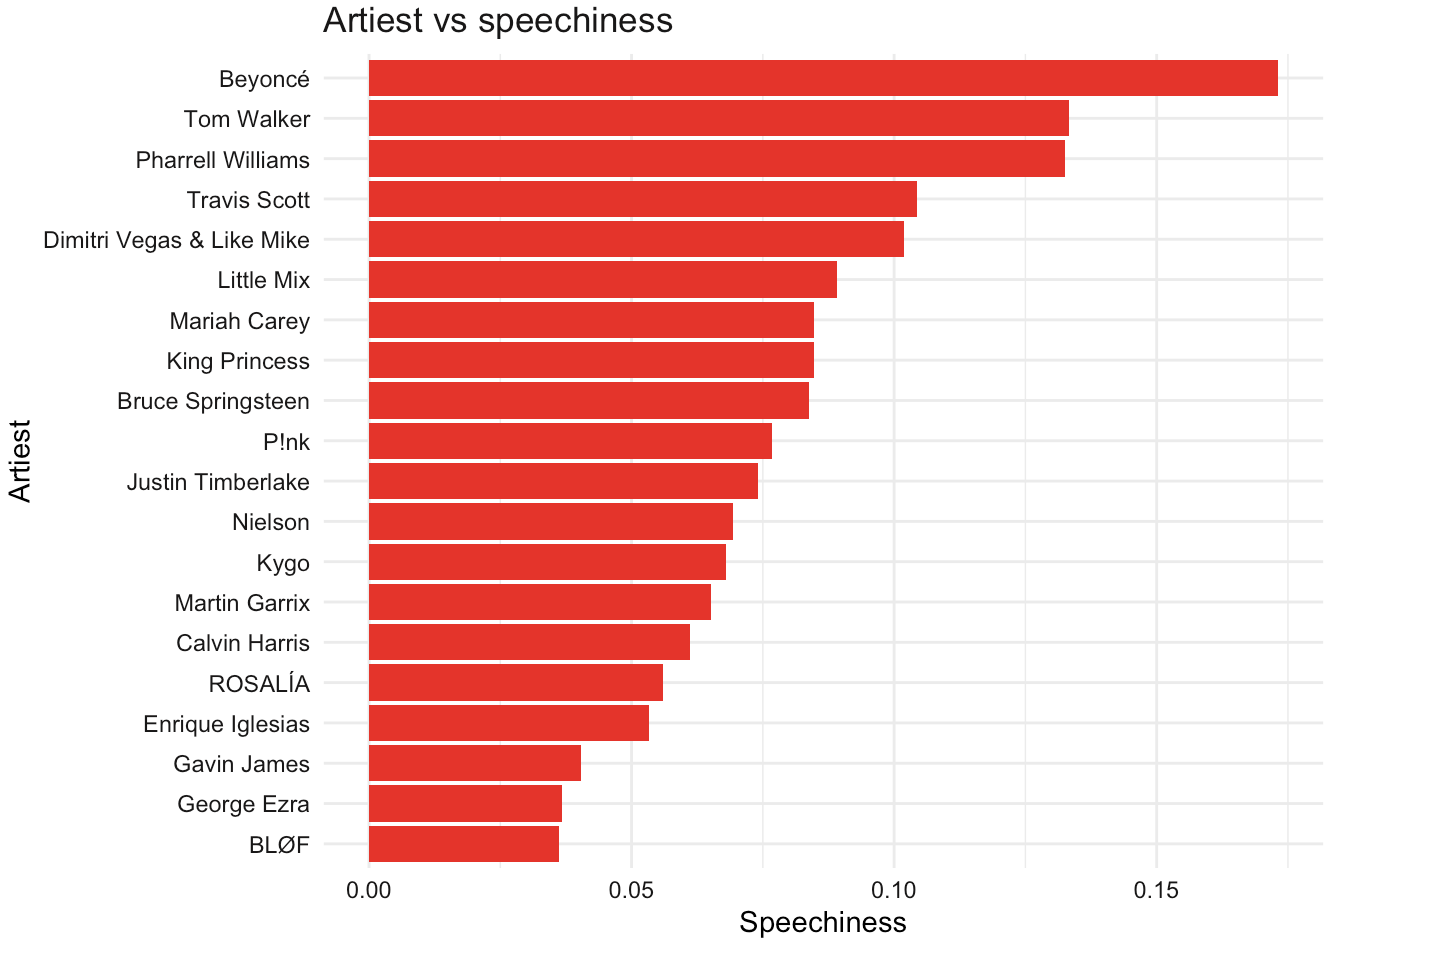 Artiest vs speechiness
Beyoncé
Tom Walker
Pharrell Williams
Travis Scott
Dimitri Vegas & Like Mike
Little Mix
Mariah Carey
King Princess
Bruce Springsteen
P!nk
Justin Timberlake
Nielson
Kygo
Martin Garrix
Calvin Harris
ROSALÍA
Enrique Iglesias
Gavin James
George Ezra
BLØF
Artiest
0.00 0.05 0.10 0.15
Speechiness